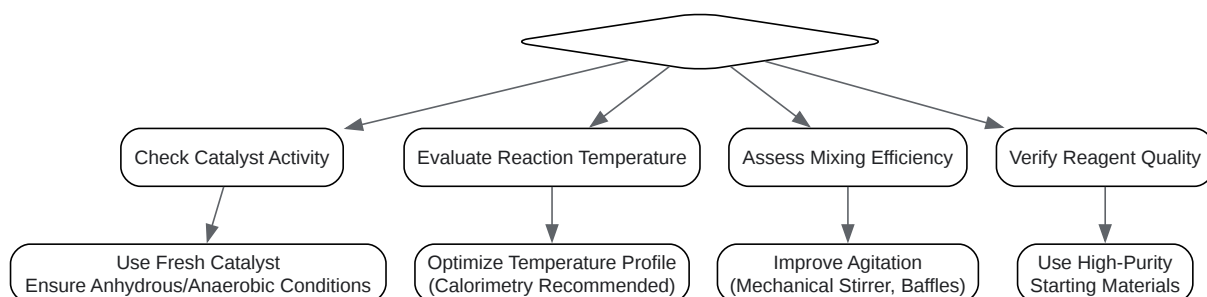 Check Catalyst Activity
Evaluate Reaction Temperature
Assess Mixing Efficiency
Verify Reagent Quality
Use Fresh Catalyst
Ensure Anhydrous/Anaerobic Conditions
Optimize Temperature Profile
(Calorimetry Recommended)
Improve Agitation
(Mechanical Stirrer, Baffles)
Use High-Purity
Starting Materials